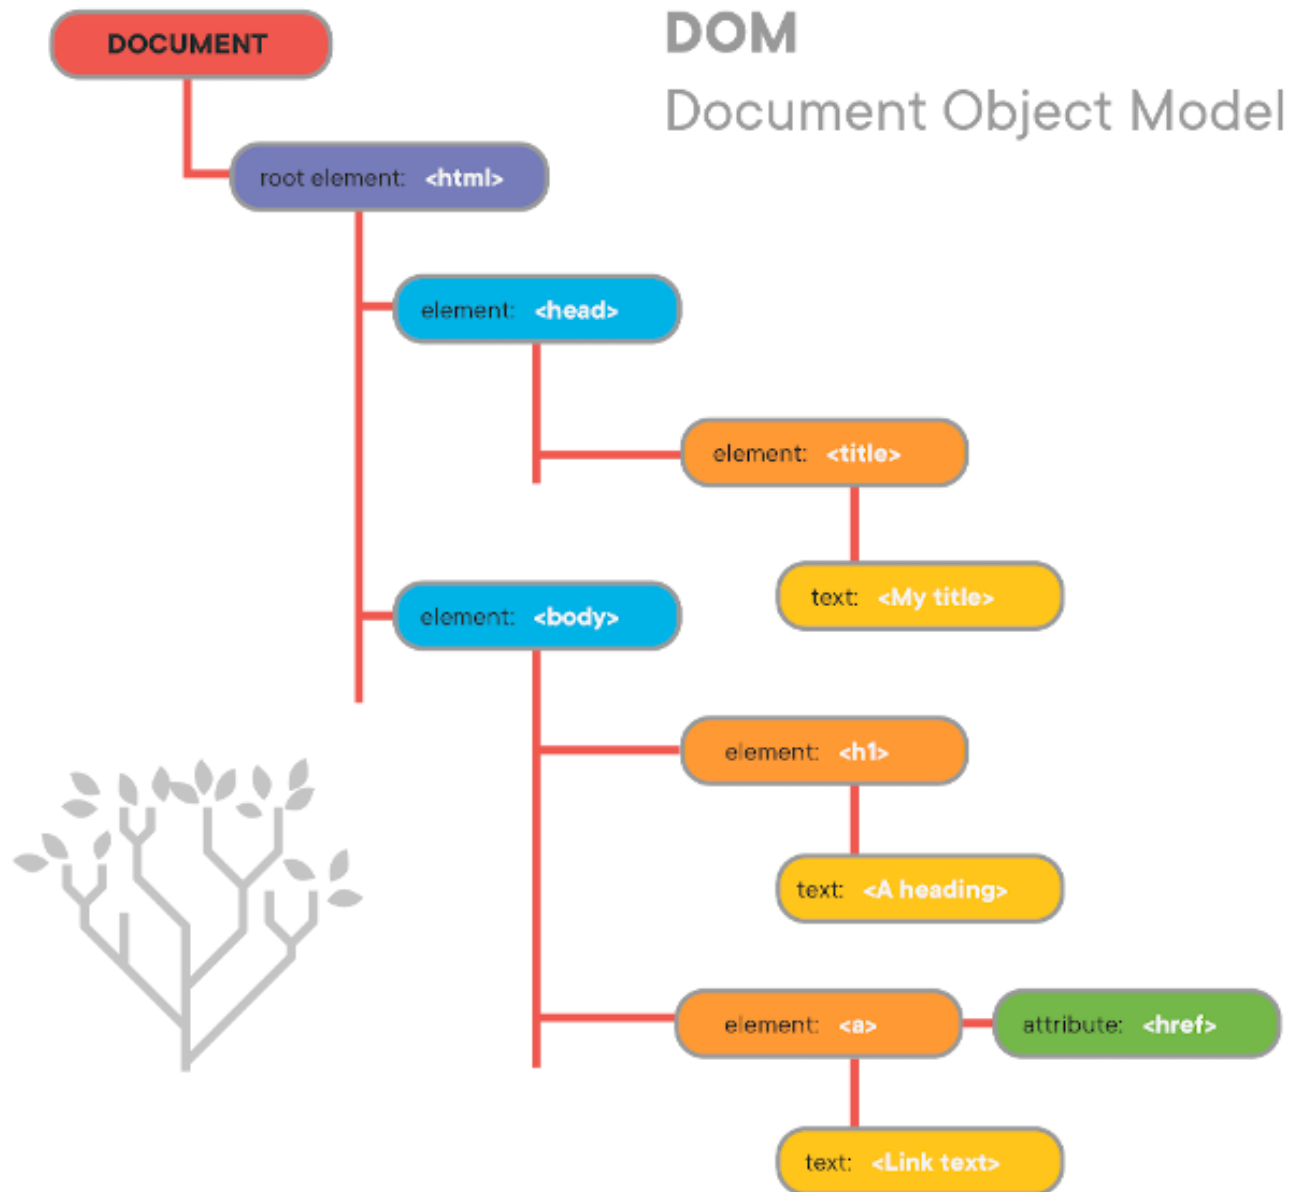 DOCUMENT
DOM
Document Object Model
root element: <html>
element: <head>
element: <title>
text: <My title>
element: <body>
element: <h1>
text: <A heading>
element: <a>
attribute: <href>
text: <Link text>